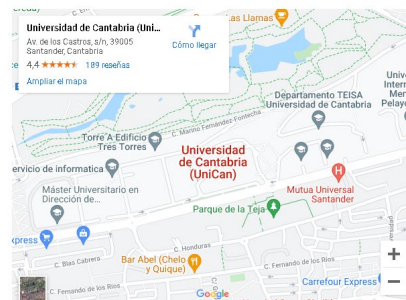 Universidad de Cantabria (Uni...
Av. de los Castros, s/n, 39005
Santander, Cantabria
4,4
189 reseñas
Ampliar el mapa
Cómo llegar
Las Llamas
Departamento TEISA
Universidad de Cantabria
C. Marino Fernández-Fontecha
Torre A Edificio
Tres Torres
Universidad
de Cantabria
(UniCan)
ervicio de informatica
Máster Universitario en
Dirección de...
Mutua Universal
Santander
Parque de la Teja
xpress
C. Honduras
Bar Abel (Chelo
y Quique)
C. Blas Cabrera
C. Fernando de los Ríos
C. Fernando de los Ríos
Carrefour Express
Google